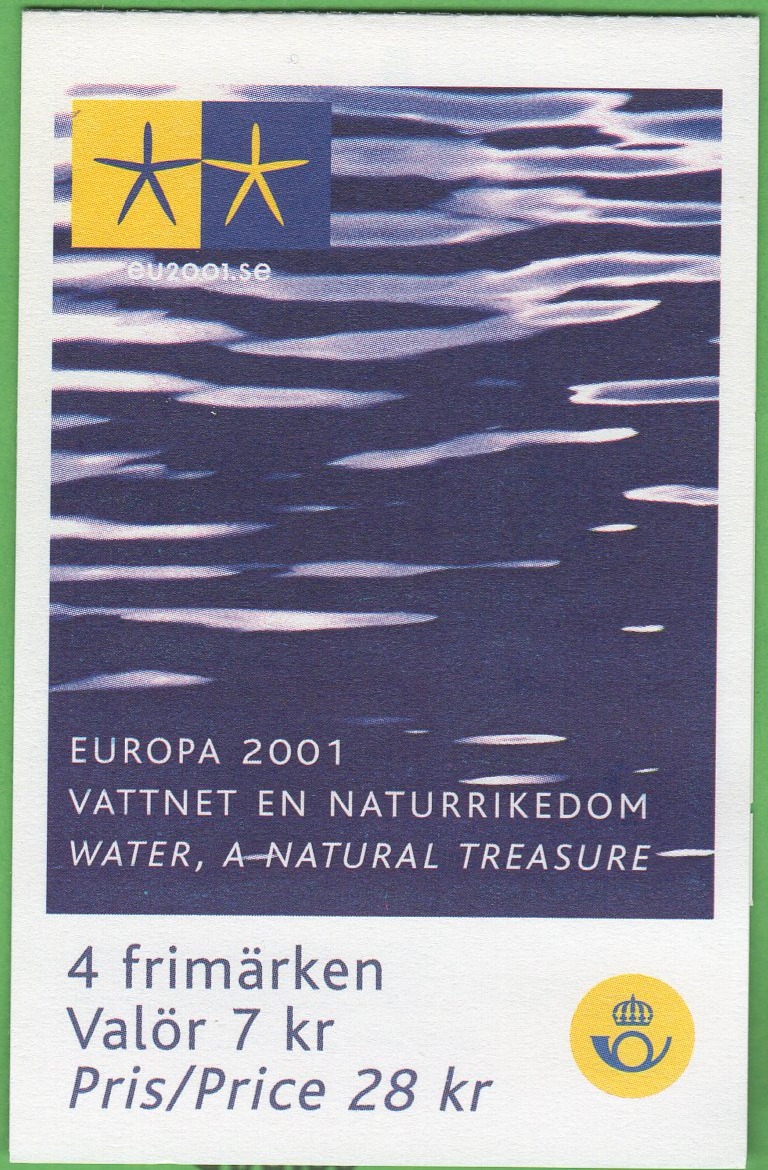 eu2001.se
EUROPA 2001
VATTNET EN NATURRIKEDOM
WATER, A NATURAL TREASURE
4 frimärken
Valör 7 kr
Pris/Price 28 kr